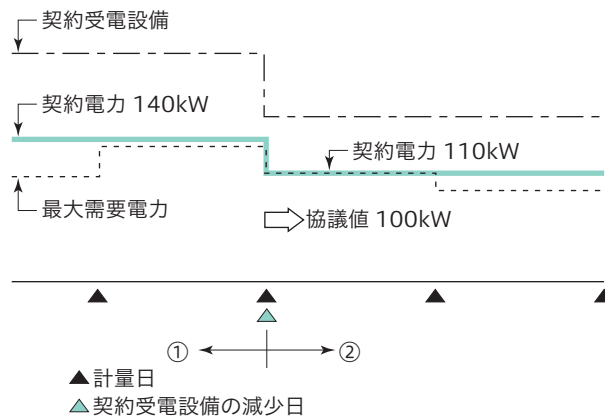 契約受電設備
契約電力 140kW
契約電力 110kW
最大需要電力
協議値 100kW
① ②
▲計量日
△契約受電設備の減少日